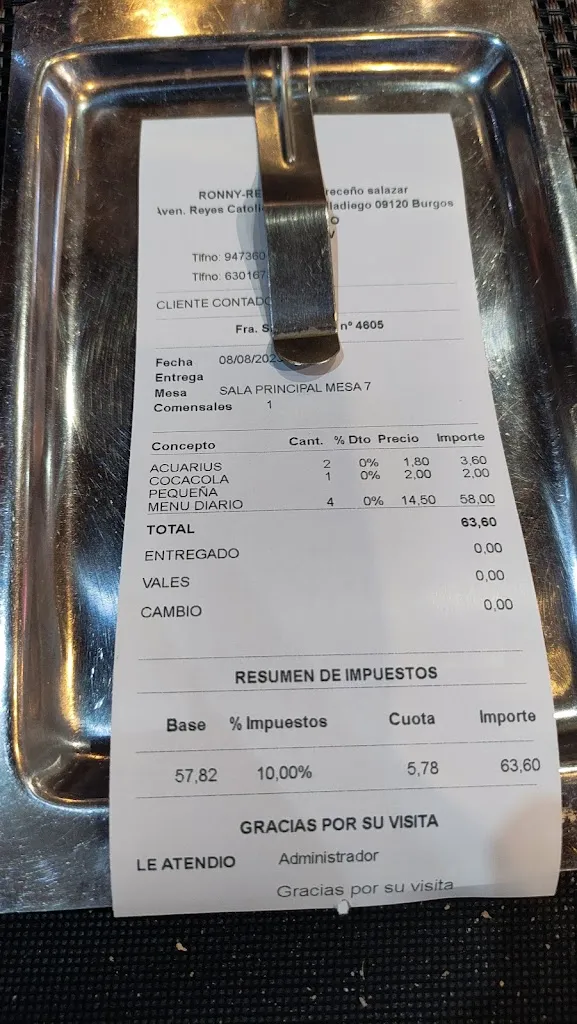 RONNY-RE receño salazar
Aven. Reyes Catoli lladiego 09120 Burgos
Tlfno: 947360
Tlfno: 630167
CLIENTE CONTADO
Fra. S nº 4605
Fecha 08/08/202
Entrega
Mesa SALA PRINCIPAL MESA 7
Comensales 1
Concepto Cant. % Dto Precio Importe
ACUARIUS 2 0% 1,80 3,60
COCACOLA 1 0% 2,00 2,00
PEQUEÑA
MENU DIARIO 4 0% 14,50 58,00
TOTAL 63,60
ENTREGADO 0,00
VALES 0,00
CAMBIO 0,00
RESUMEN DE IMPUESTOS
Base % Impuestos Cuota Importe
57,82 10,00% 5,78 63,60
GRACIAS POR SU VISITA
LE ATENDIO Administrador
Gracias por su visita